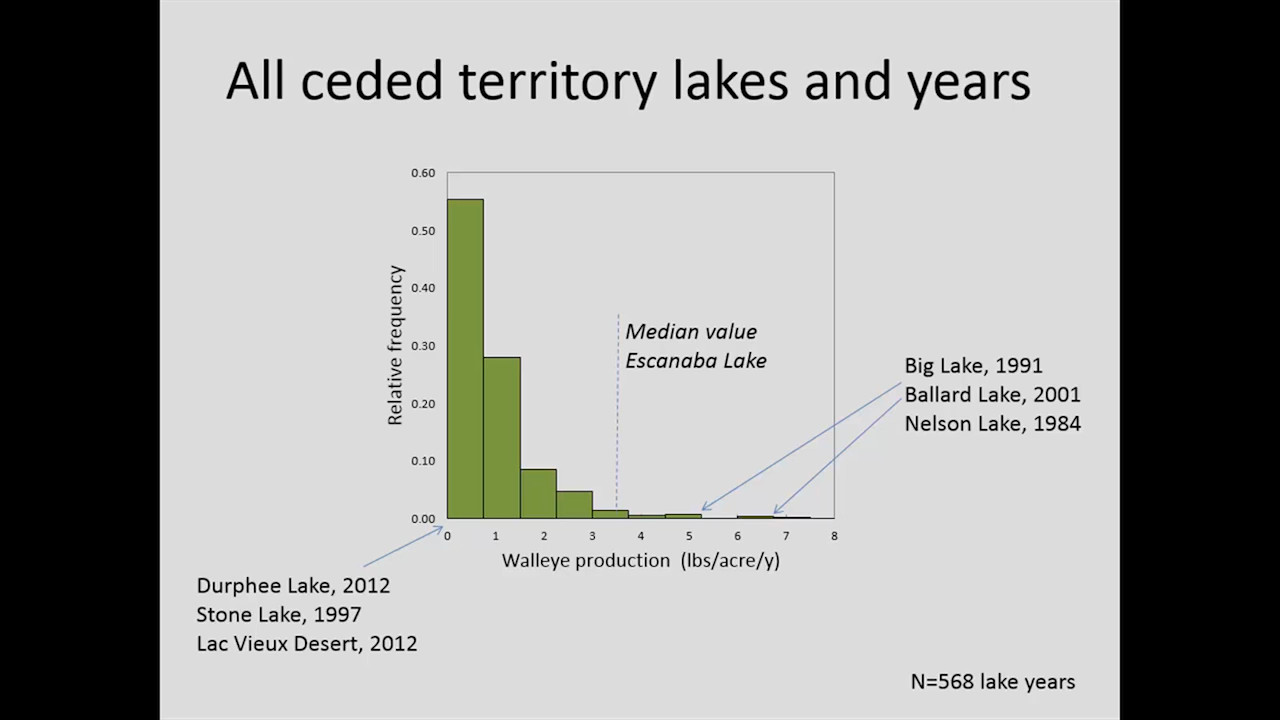 All ceded territory lakes and years
0.60
0.50
0.40
0.30
0.20
0.10
0.00
Relative frequency
Median value
Escanaba Lake
Big Lake, 1991
Ballard Lake, 2001
Nelson Lake, 1984
0 1 2 3 4 5 6 7 8
Walleye production (lbs/acre/y)
Durphee Lake, 2012
Stone Lake, 1997
Lac Vieux Desert, 2012
N=568 lake years